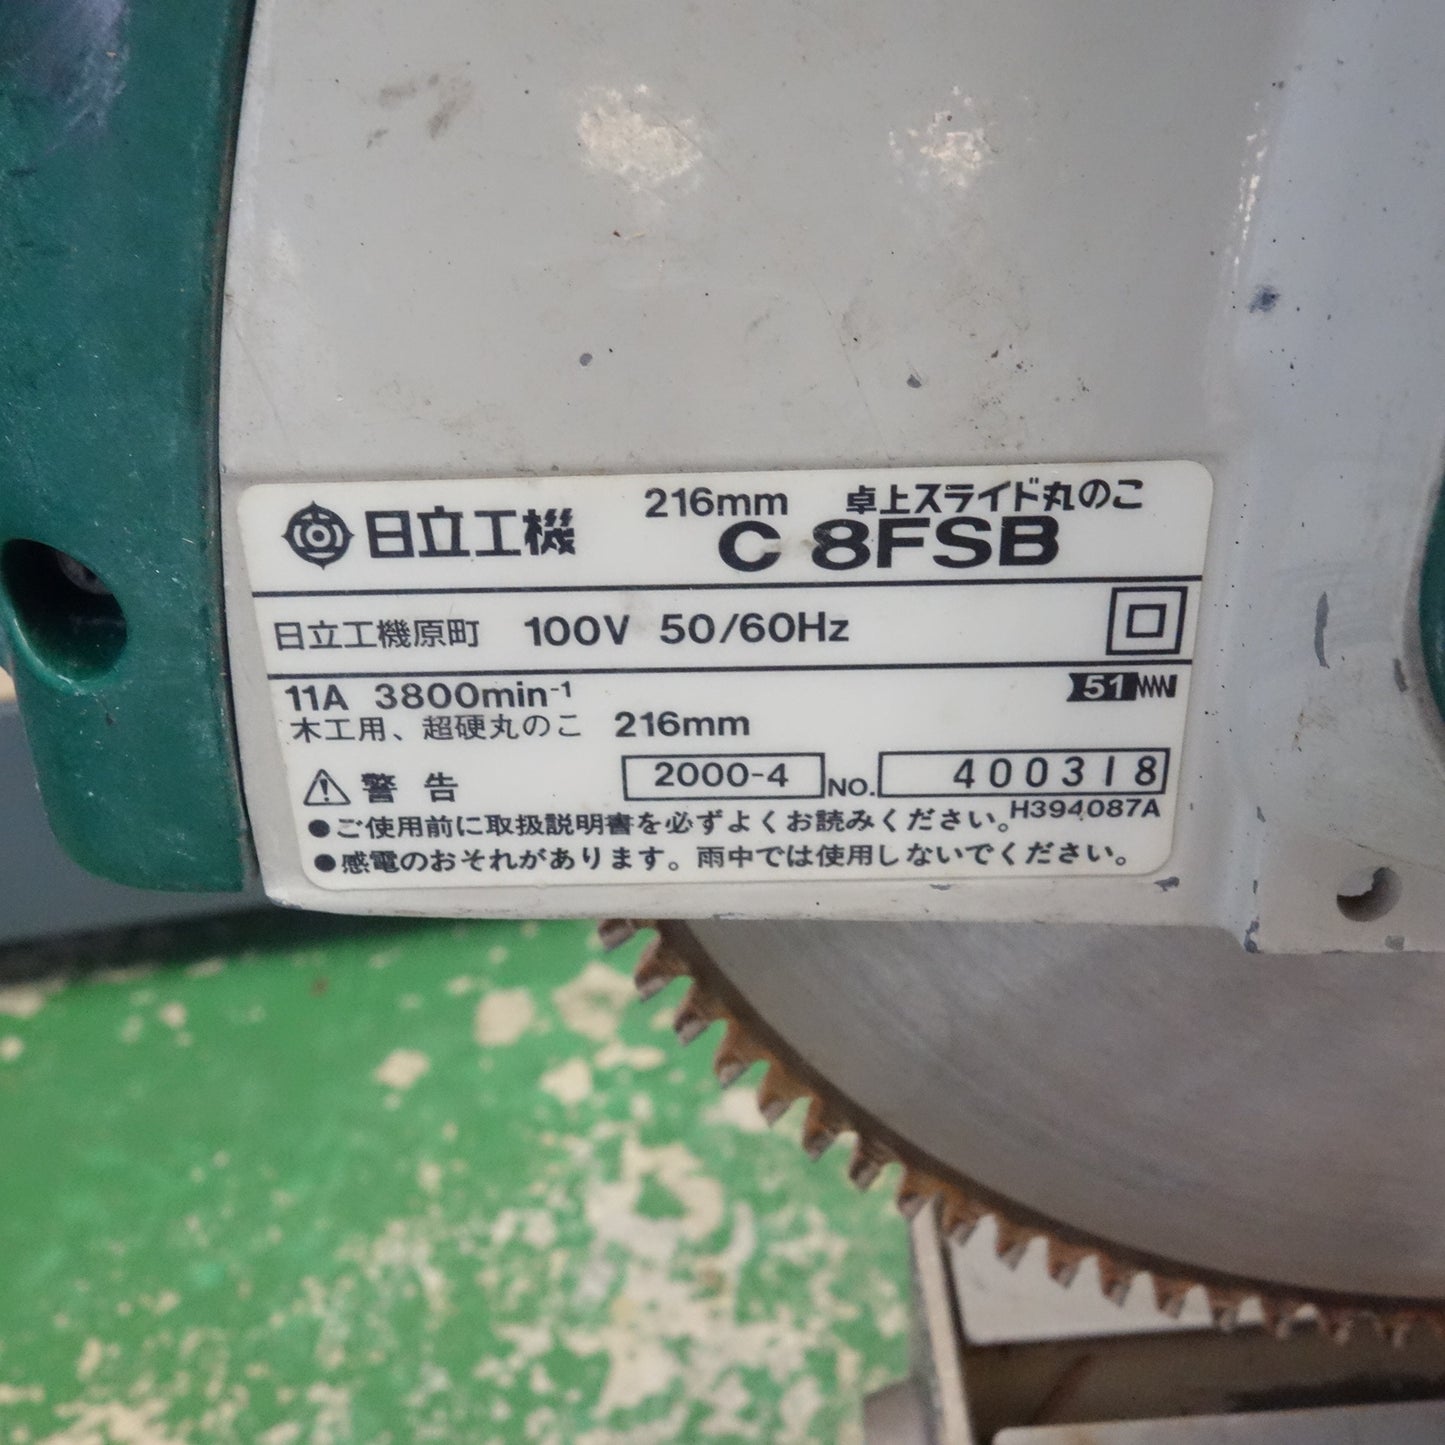 日立工機 216mm 卓上スライド丸のこ
C 8FSB
日立工機原町 100V 50/60Hz
11A 3800min-1 51
木工用、超硬丸のこ 216mm
警告 2000-4 NO. 400318
H394087A
●ご使用前に取扱説明書を必ずよくお読みください。
●感電のおそれがあります。雨中では使用しないでください。